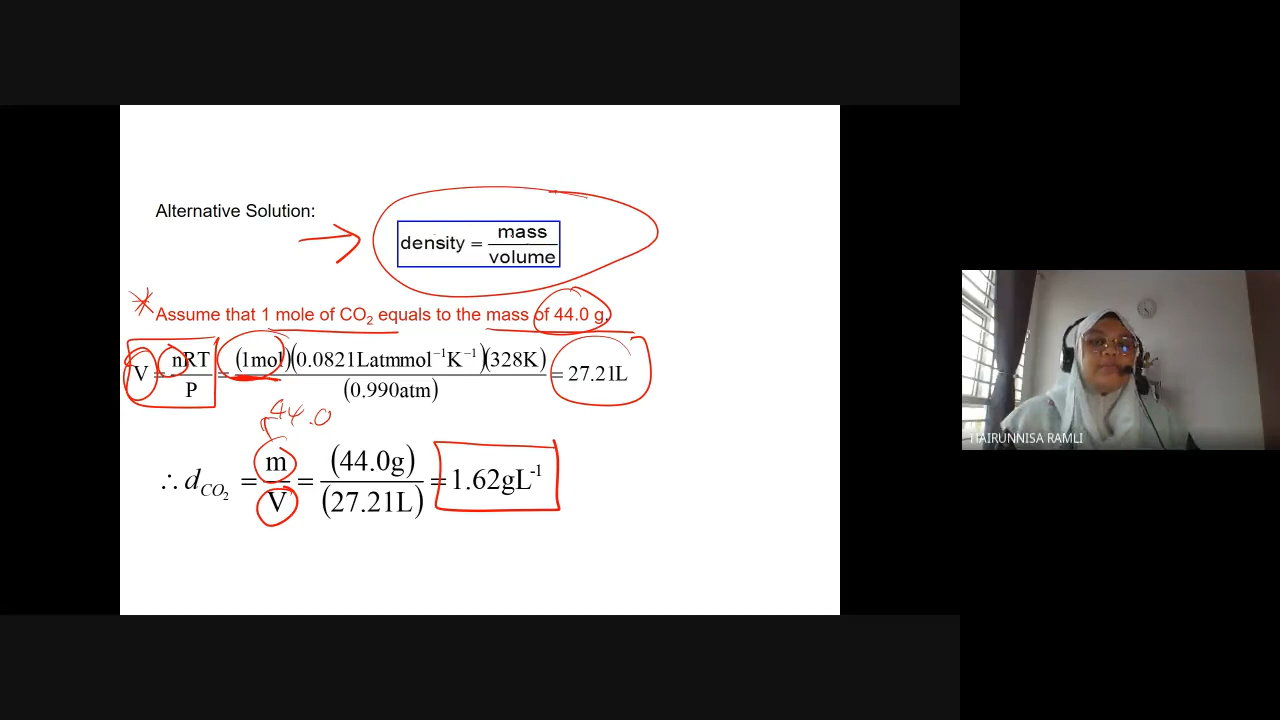 Alternative Solution:
density = mass / volume
Assume that 1 mole of CO₂ equals to the mass of 44.0 g.
V = nRT / P = (1mol)(0.0821Latmmol⁻¹K⁻¹)(328K) / (0.990atm) = 27.21L
44.0
∴ d_CO₂ = m / V = (44.0g) / (27.21L) = 1.62gL⁻¹
HAIRUNNISA RAMLI